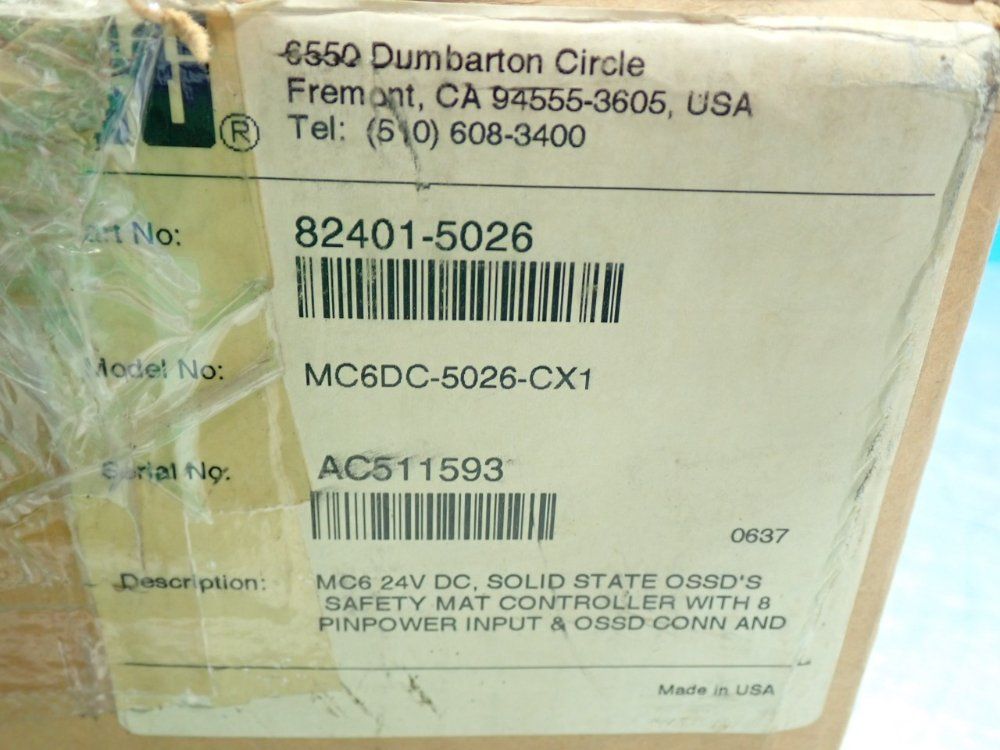 6550 Dumbarton Circle
Fremont, CA 94555-3605, USA
Tel: (510) 608-3400
®
Part No: 82401-5026
Model No: MC6DC-5026-CX1
Serial No: AC511593
0637
Description: MC6 24V DC, SOLID STATE OSSD'S
SAFETY MAT CONTROLLER WITH 8
PINPOWER INPUT & OSSD CONN AND
Made in USA